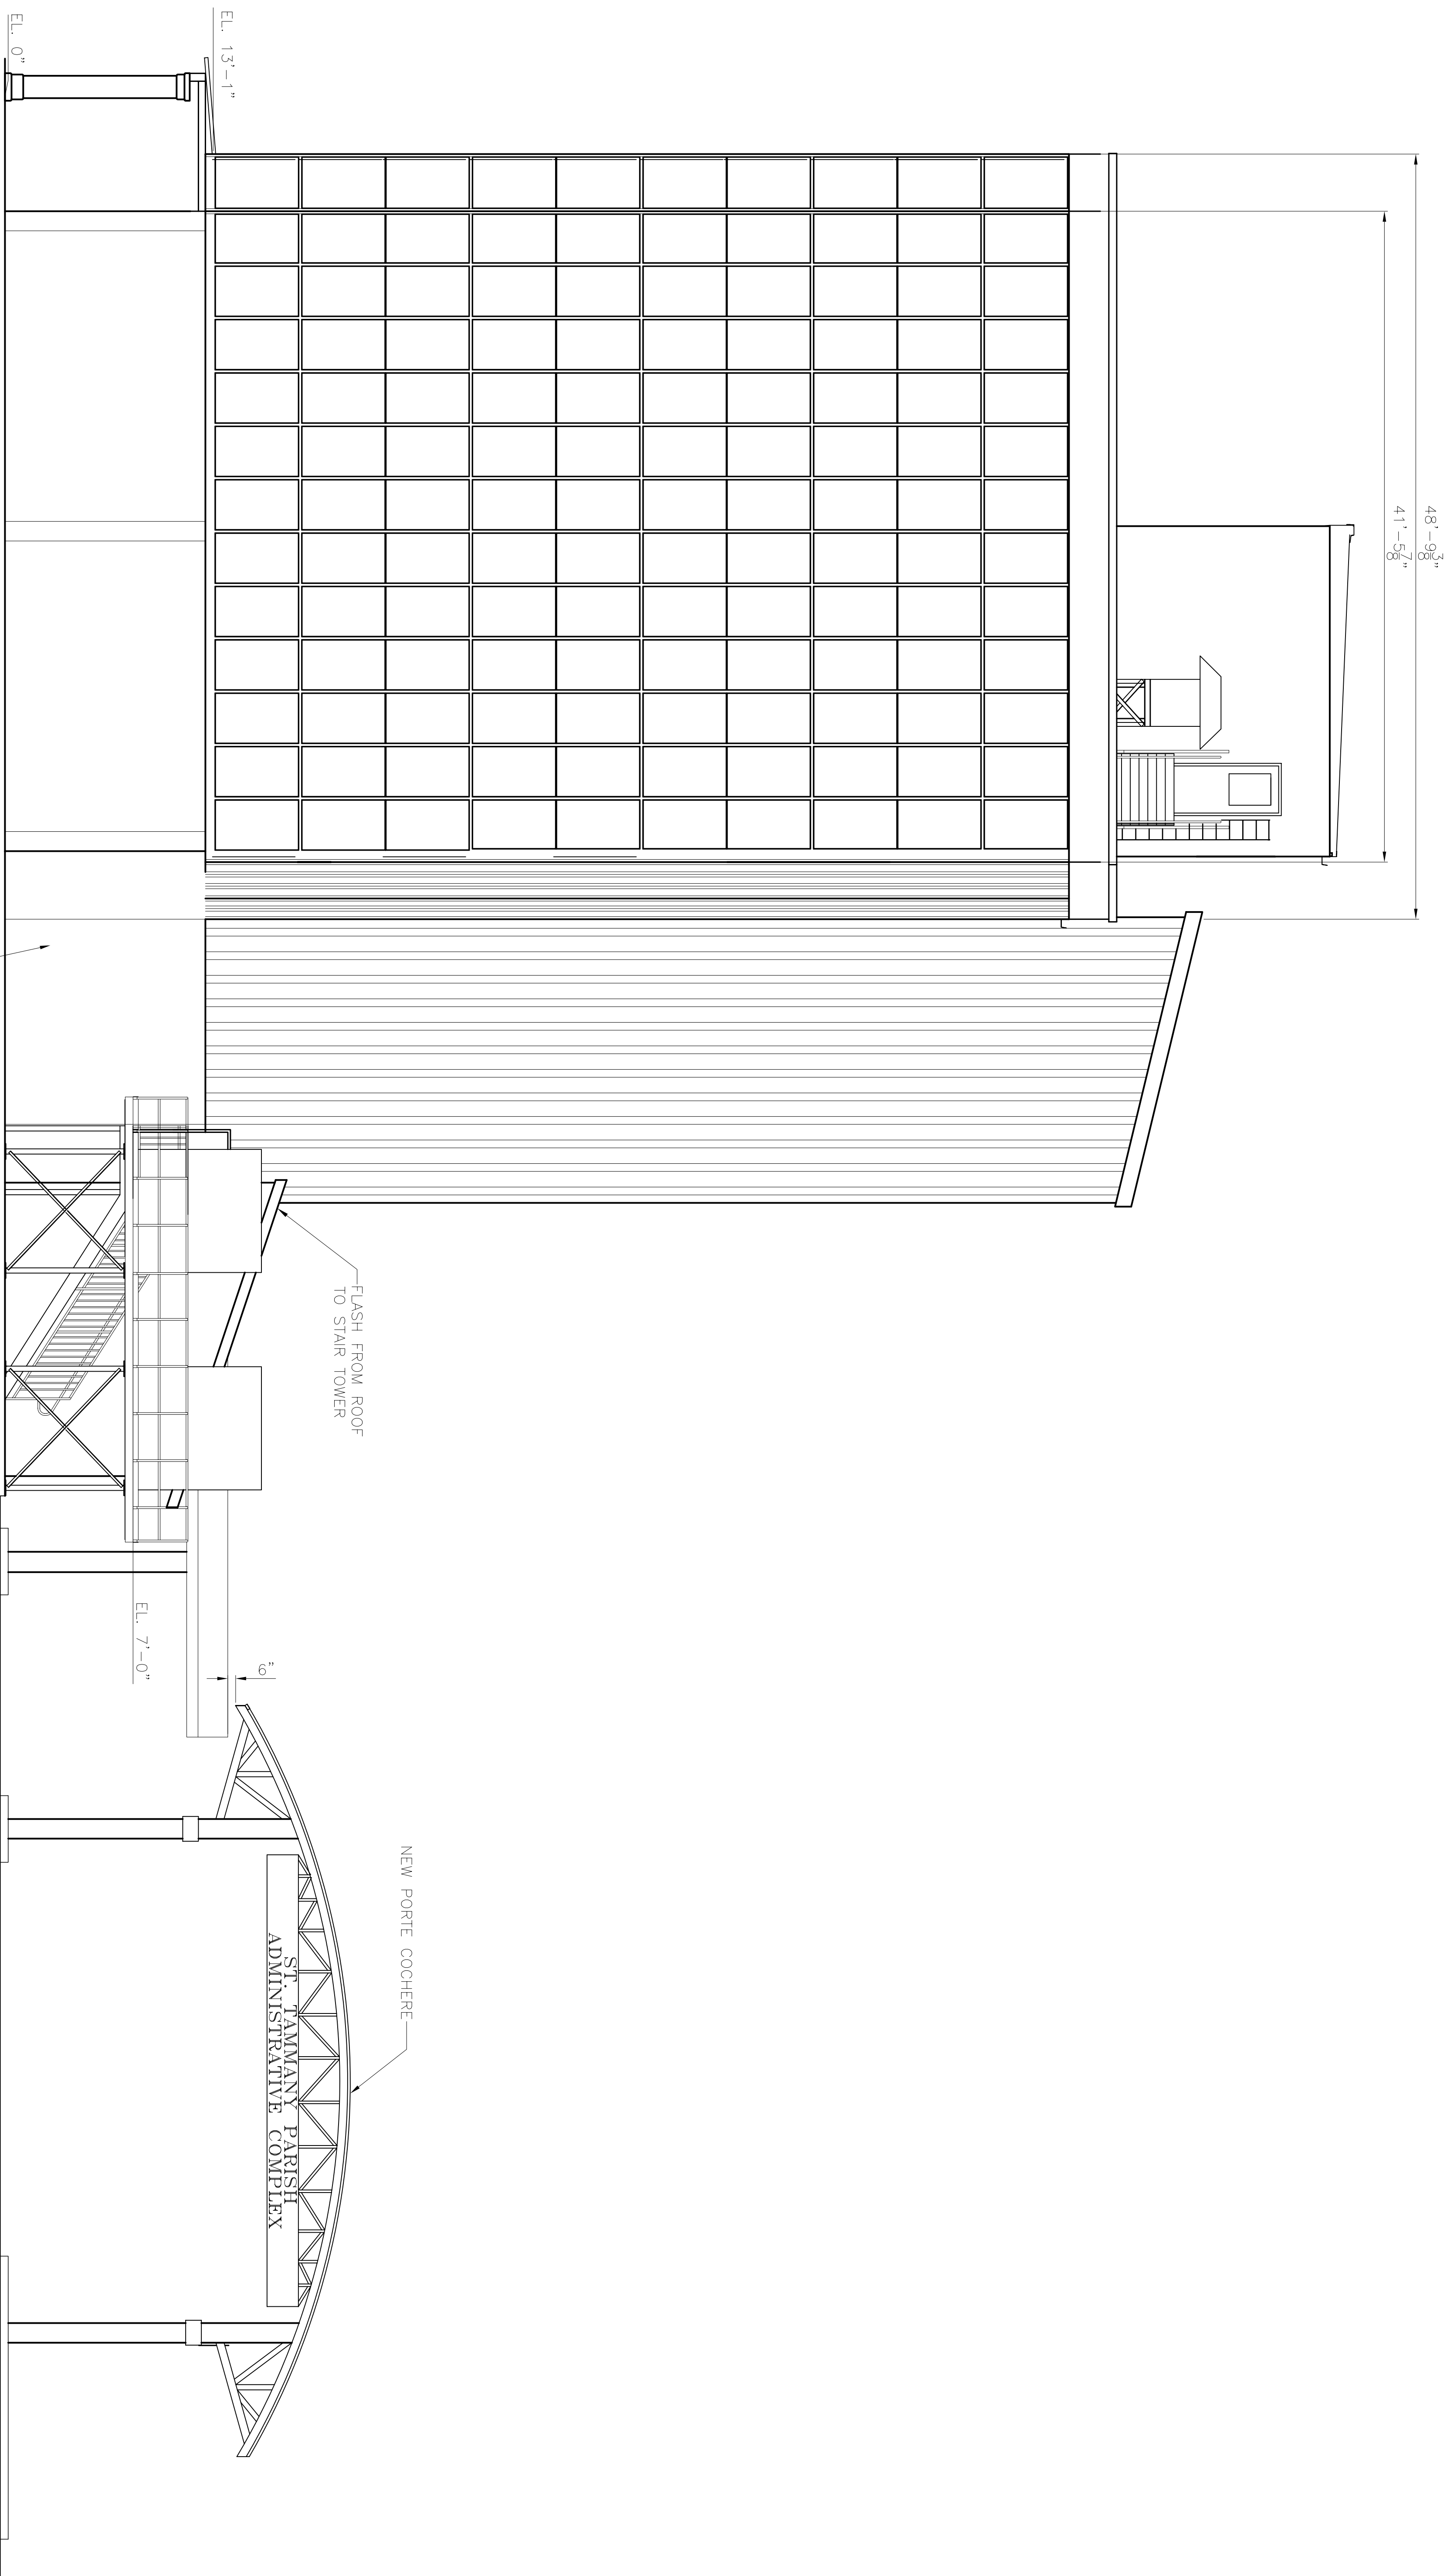 48'-9 3/8"
41'-5 7/8"
EL. 13'-1"
EL. 0"
FLASH FROM ROOF
TO STAIR TOWER
EL. 7'-0"
6"
NEW PORTE COCHERE
ST. TAMMANY PARISH
ADMINISTRATIVE COMPLEX